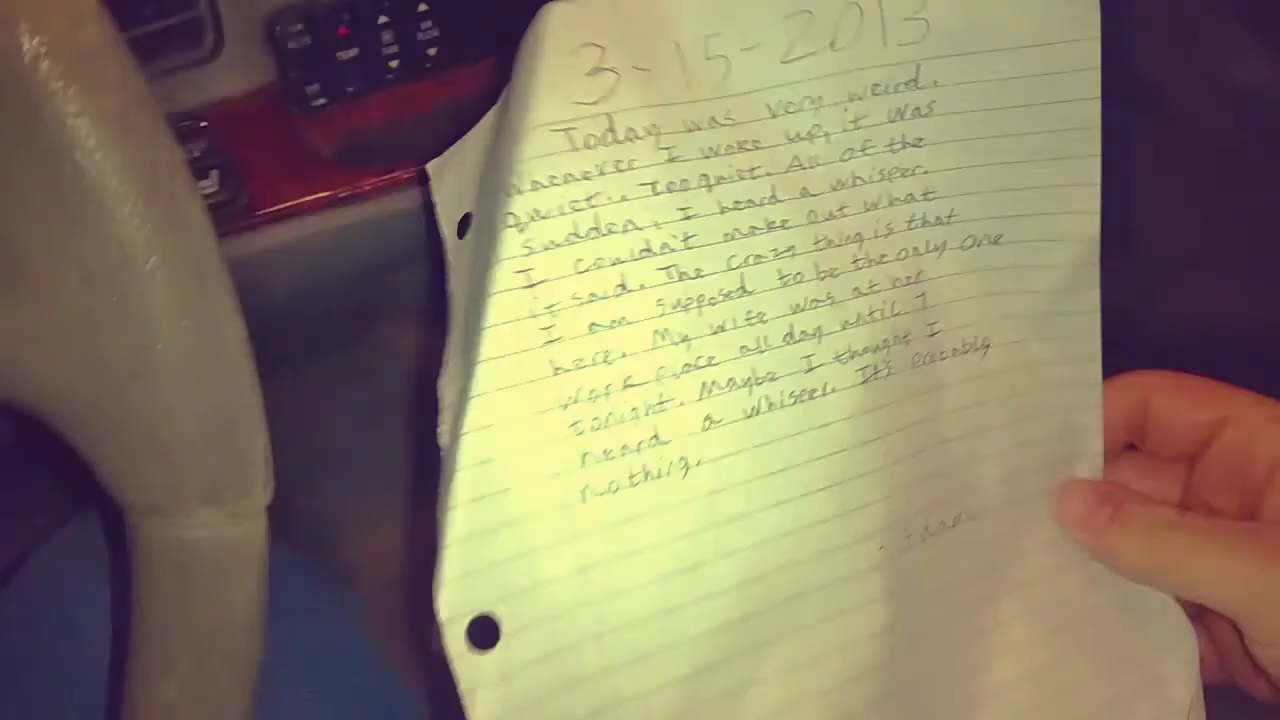 3-15-2013
Today was very weird.
Whenever I woke up, it was
quiet.. Too quiet. All of the
sudden, I heard a whisper.
I couldn't make out what
it said. The crazy thing is that
I am supposed to be the only one
here. My wife was at her
work place all day until 7
tonight. Maybe I thought I
heard a whisper. It's probably
nothing.
TEMP